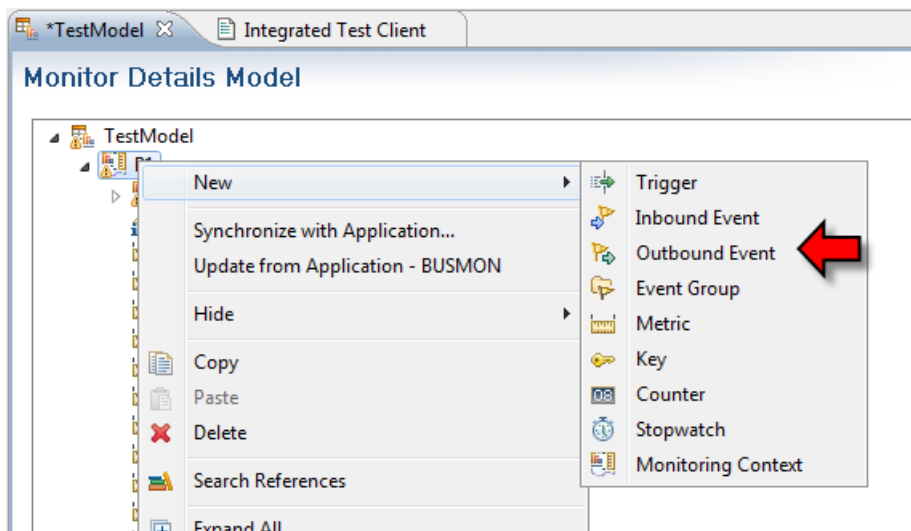 *TestModel
Integrated Test Client
Monitor Details Model
TestModel
New
Synchronize with Application...
Update from Application - BUSMON
Hide
Copy
Paste
Delete
Search References
Expand All
Trigger
Inbound Event
Outbound Event
Event Group
Metric
Key
Counter
Stopwatch
Monitoring Context